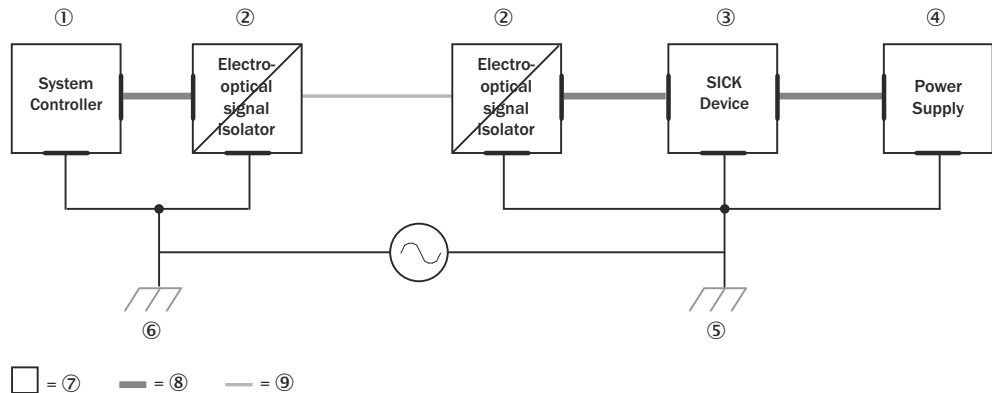 ① ② ② ③ ④
System
Controller
Electro-
optical
signal
Isolator
Electro-
optical
signal
Isolator
SICK
Device
Power
Supply
⑥ ⑤
= ⑦ = ⑧ = ⑨